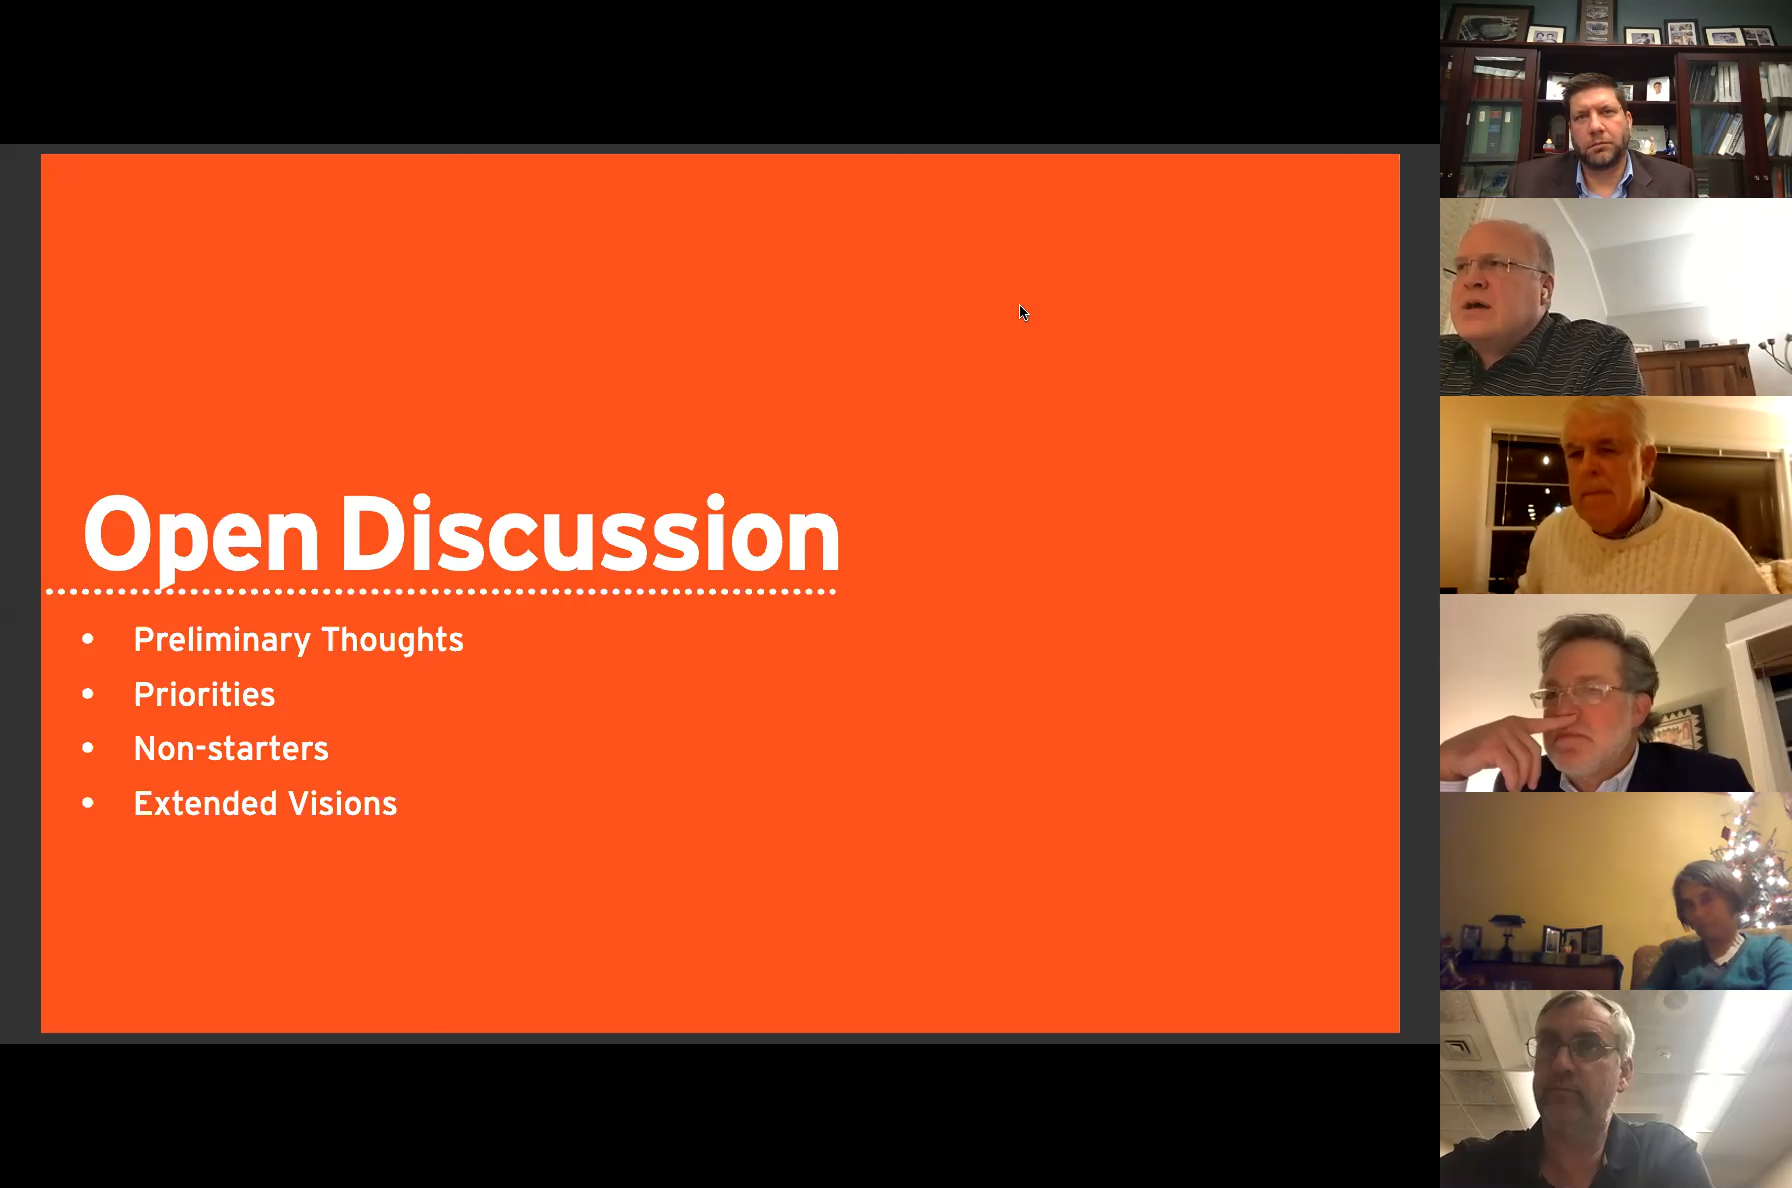 Open Discussion
• Preliminary Thoughts
• Priorities
• Non-starters
• Extended Visions